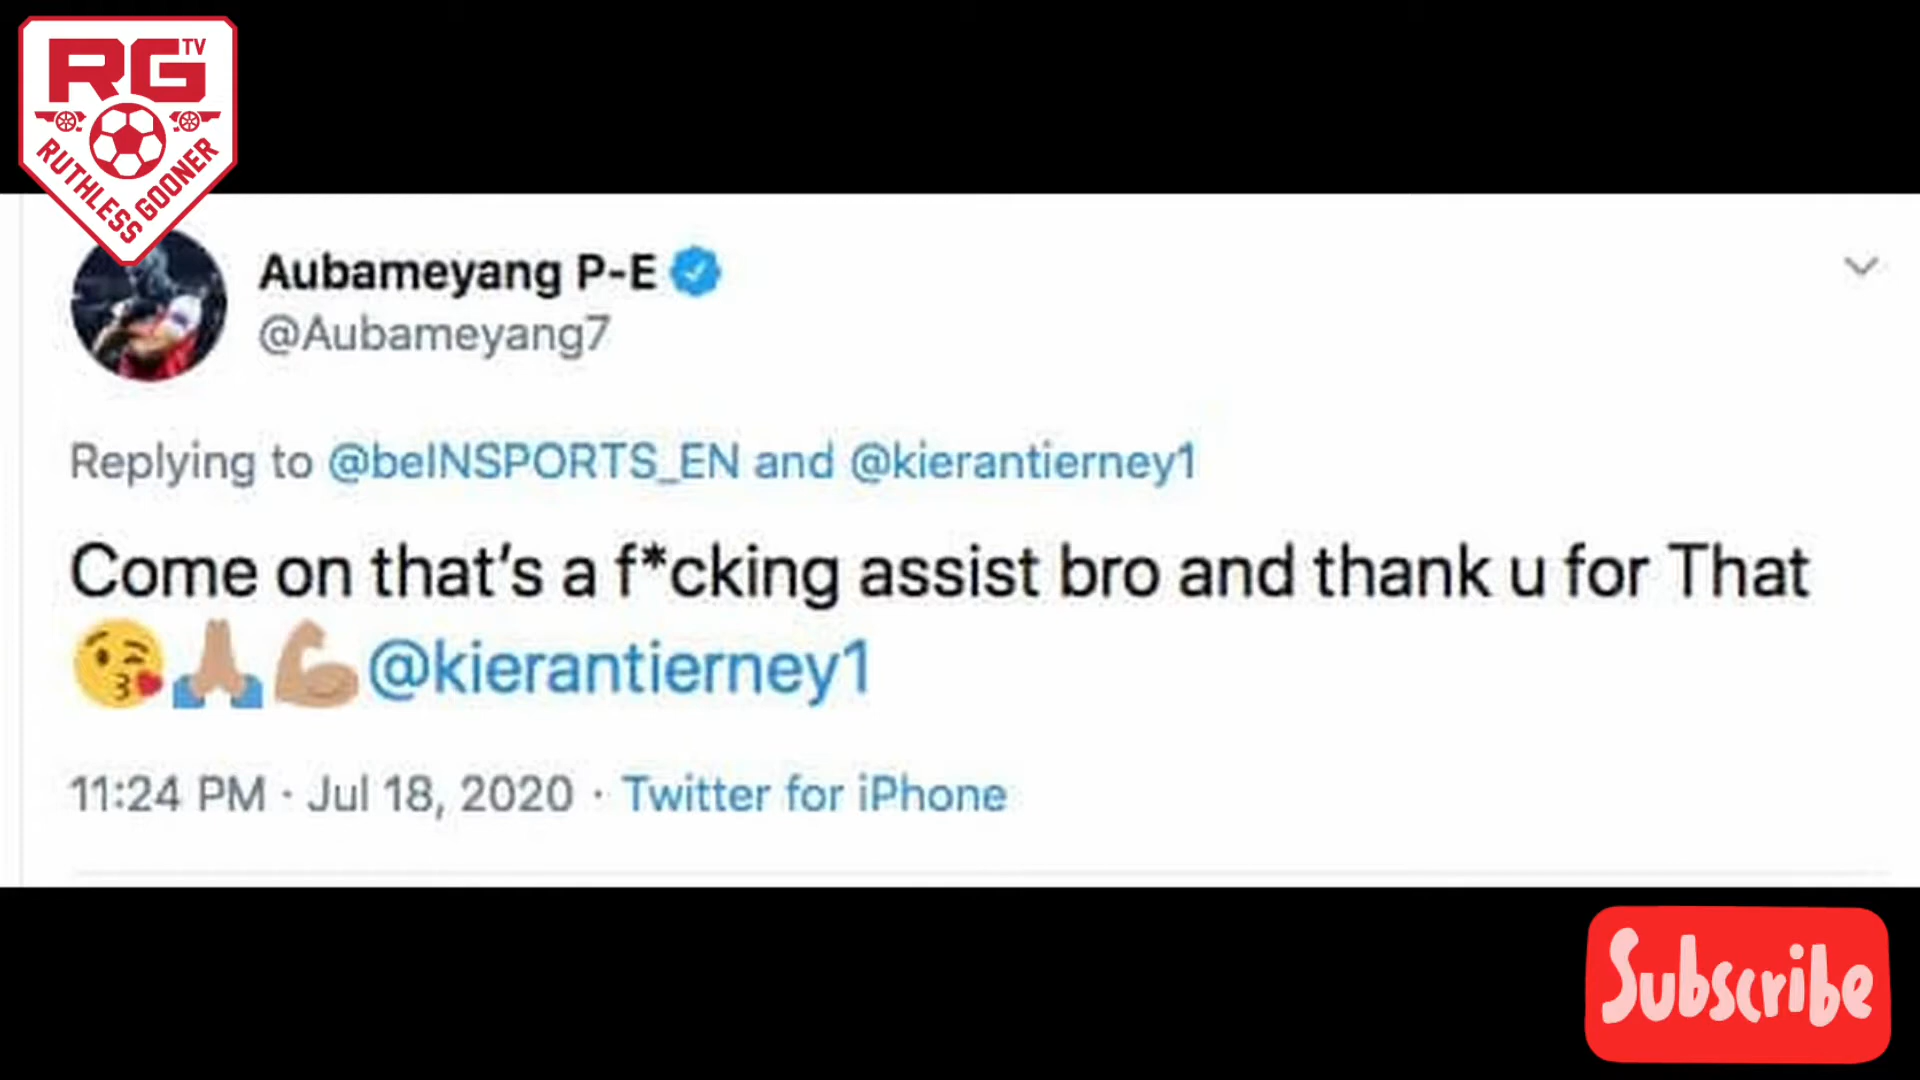 RG TV
RUTHLESS GOONER
Aubameyang P-E
@Aubameyang7
Replying to @beINSPORTS_EN and @kierantierney1
Come on that's a f*cking assist bro and thank u for That
😘🙏🏼💪🏼@kierantierney1
11:24 PM · Jul 18, 2020 · Twitter for iPhone
Subscribe